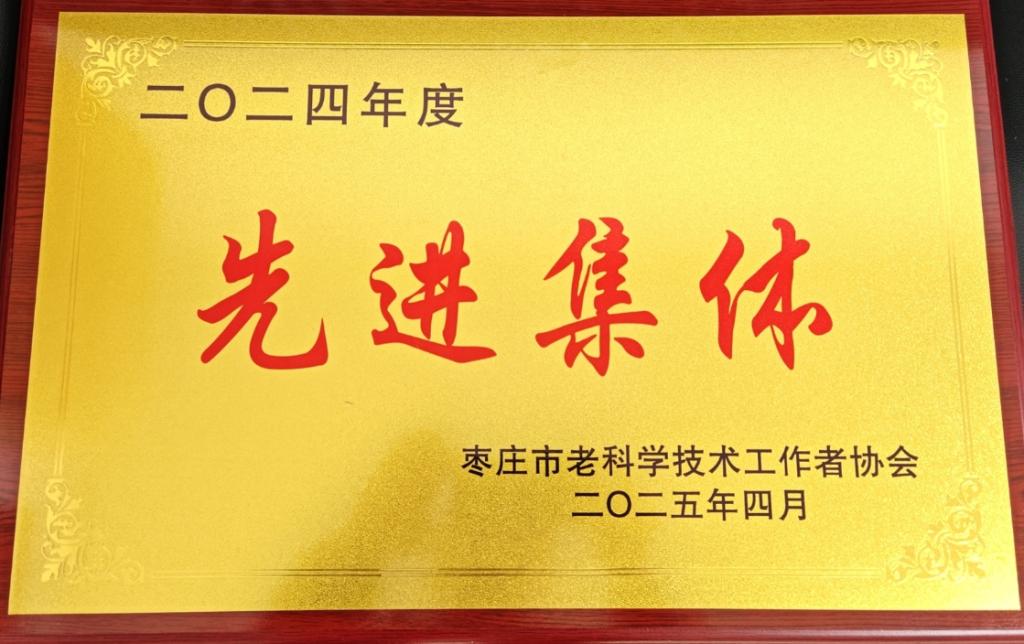 二〇二四年度
先进集体
枣庄市老科学技术工作者协会
二〇二五年四月